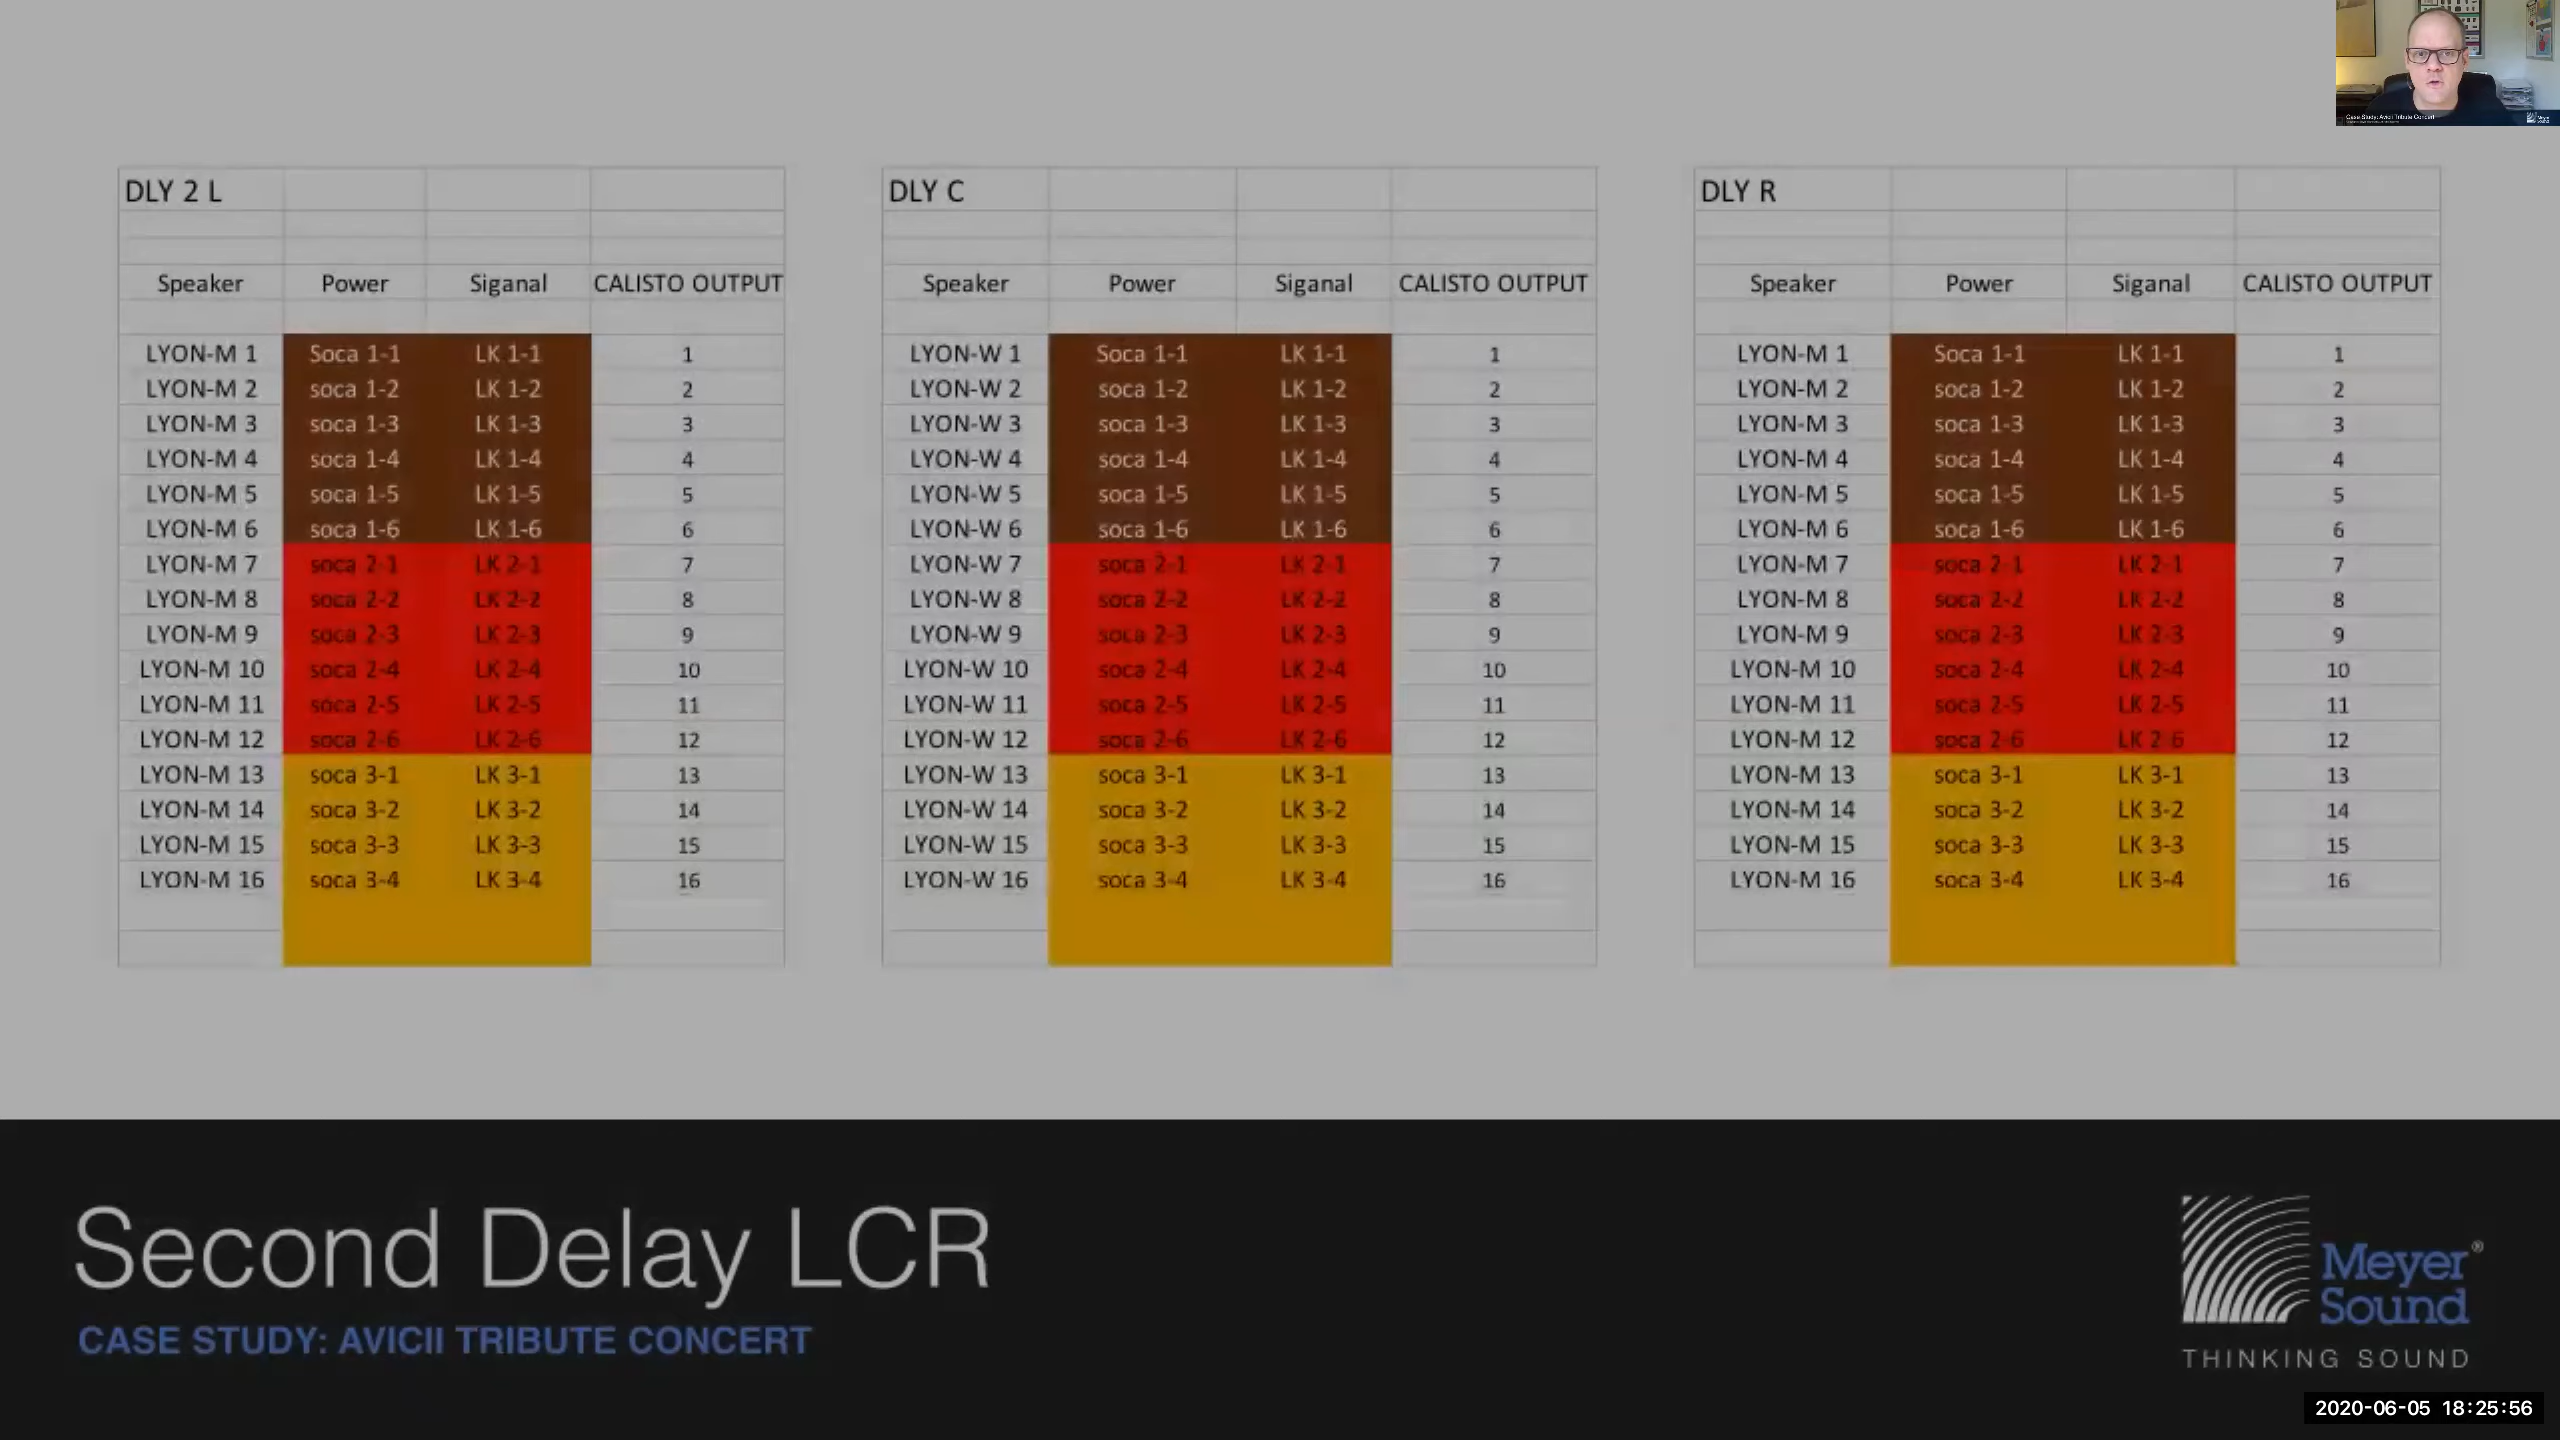 Case Study: Avicii Tribute Concert
DLY 2 L
Speaker Power Siganal CALISTO OUTPUT
LYON-M 1 Soca 1-1 LK 1-1 1
LYON-M 2 soca 1-2 LK 1-2 2
LYON-M 3 soca 1-3 LK 1-3 3
LYON-M 4 soca 1-4 LK 1-4 4
LYON-M 5 soca 1-5 LK 1-5 5
LYON-M 6 soca 1-6 LK 1-6 6
LYON-M 7 soca 2-1 LK 2-1 7
LYON-M 8 soca 2-2 LK 2-2 8
LYON-M 9 soca 2-3 LK 2-3 9
LYON-M 10 soca 2-4 LK 2-4 10
LYON-M 11 soca 2-5 LK 2-5 11
LYON-M 12 soca 2-6 LK 2-6 12
LYON-M 13 soca 3-1 LK 3-1 13
LYON-M 14 soca 3-2 LK 3-2 14
LYON-M 15 soca 3-3 LK 3-3 15
LYON-M 16 soca 3-4 LK 3-4 16
DLY C
Speaker Power Siganal CALISTO OUTPUT
LYON-W 1 Soca 1-1 LK 1-1 1
LYON-W 2 soca 1-2 LK 1-2 2
LYON-W 3 soca 1-3 LK 1-3 3
LYON-W 4 soca 1-4 LK 1-4 4
LYON-W 5 soca 1-5 LK 1-5 5
LYON-W 6 soca 1-6 LK 1-6 6
LYON-W 7 soca 2-1 LK 2-1 7
LYON-W 8 soca 2-2 LK 2-2 8
LYON-W 9 soca 2-3 LK 2-3 9
LYON-W 10 soca 2-4 LK 2-4 10
LYON-W 11 soca 2-5 LK 2-5 11
LYON-W 12 soca 2-6 LK 2-6 12
LYON-W 13 soca 3-1 LK 3-1 13
LYON-W 14 soca 3-2 LK 3-2 14
LYON-W 15 soca 3-3 LK 3-3 15
LYON-W 16 soca 3-4 LK 3-4 16
DLY R
Speaker Power Siganal CALISTO OUTPUT
LYON-M 1 Soca 1-1 LK 1-1 1
LYON-M 2 soca 1-2 LK 1-2 2
LYON-M 3 soca 1-3 LK 1-3 3
LYON-M 4 soca 1-4 LK 1-4 4
LYON-M 5 soca 1-5 LK 1-5 5
LYON-M 6 soca 1-6 LK 1-6 6
LYON-M 7 soca 2-1 LK 2-1 7
LYON-M 8 soca 2-2 LK 2-2 8
LYON-M 9 soca 2-3 LK 2-3 9
LYON-M 10 soca 2-4 LK 2-4 10
LYON-M 11 soca 2-5 LK 2-5 11
LYON-M 12 soca 2-6 LK 2-6 12
LYON-M 13 soca 3-1 LK 3-1 13
LYON-M 14 soca 3-2 LK 3-2 14
LYON-M 15 soca 3-3 LK 3-3 15
LYON-M 16 soca 3-4 LK 3-4 16
Second Delay LCR
CASE STUDY: AVICII TRIBUTE CONCERT
Meyer®
Sound
THINKING SOUND
2020-06-05 18:25:56